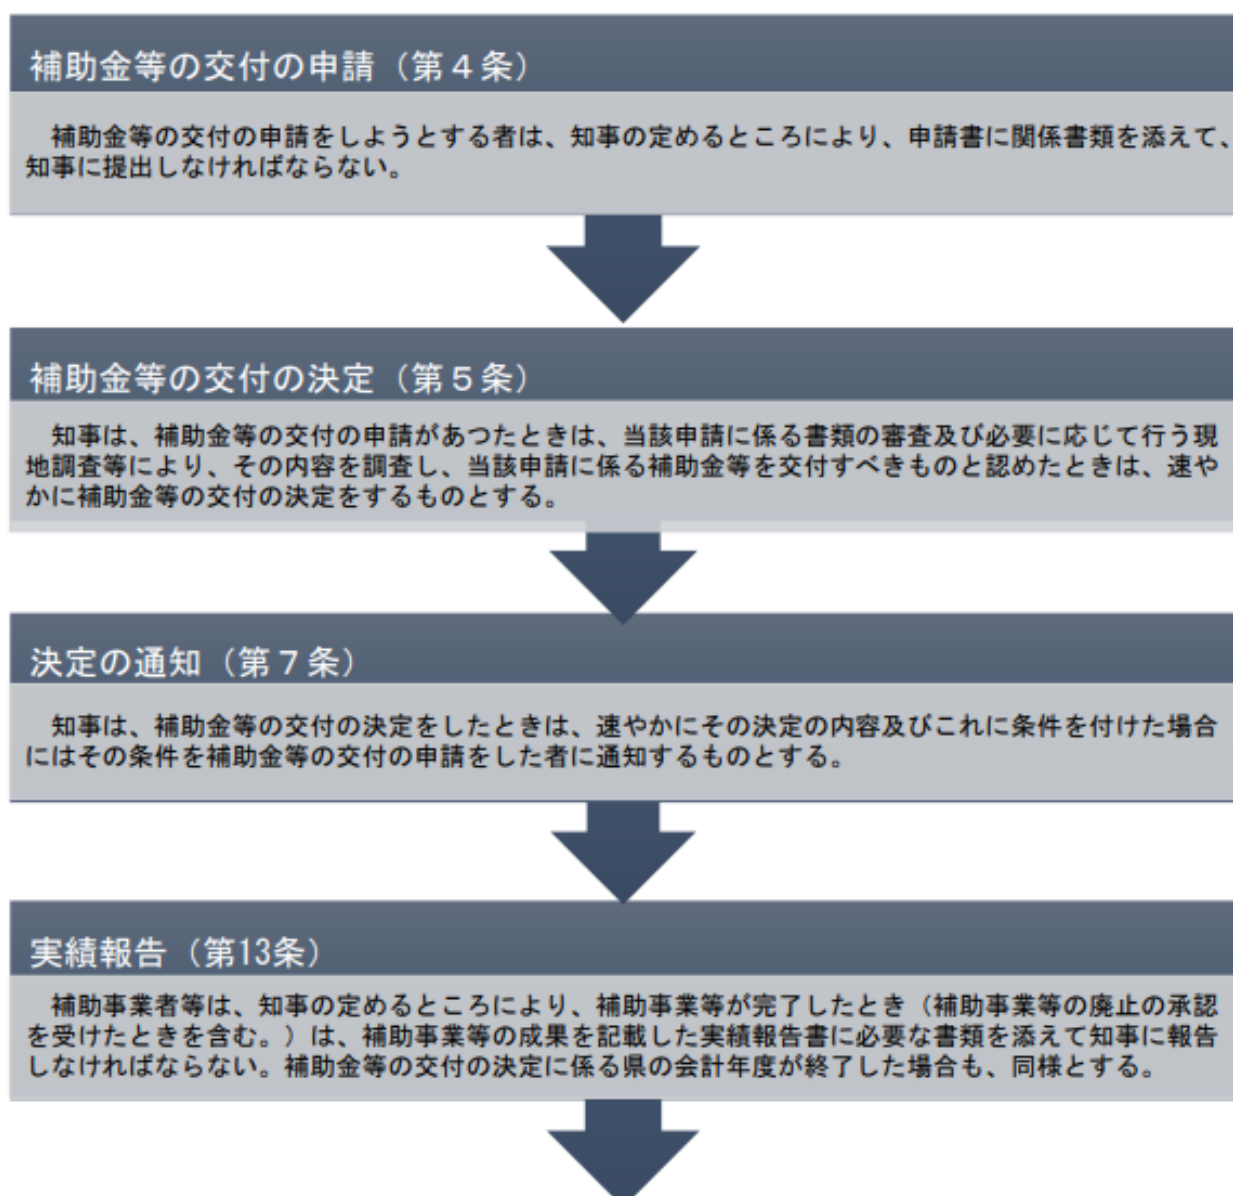 補助金等の交付の申請（第４条）
補助金等の交付の申請をしようとする者は、知事の定めるところにより、申請書に関係書類を添えて、
知事に提出しなければならない。
補助金等の交付の決定（第５条）
知事は、補助金等の交付の申請があつたときは、当該申請に係る書類の審査及び必要に応じて行う現
地調査等により、その内容を調査し、当該申請に係る補助金等を交付すべきものと認めたときは、速や
かに補助金等の交付の決定をするものとする。
決定の通知（第７条）
知事は、補助金等の交付の決定をしたときは、速やかにその決定の内容及びこれに条件を付けた場合
にはその条件を補助金等の交付の申請をした者に通知するものとする。
実績報告（第13条）
補助事業者等は、知事の定めるところにより、補助事業等が完了したとき（補助事業等の廃止の承認
を受けたときを含む。）は、補助事業等の成果を記載した実績報告書に必要な書類を添えて知事に報告
しなければならない。補助金等の交付の決定に係る県の会計年度が終了した場合も、同様とする。